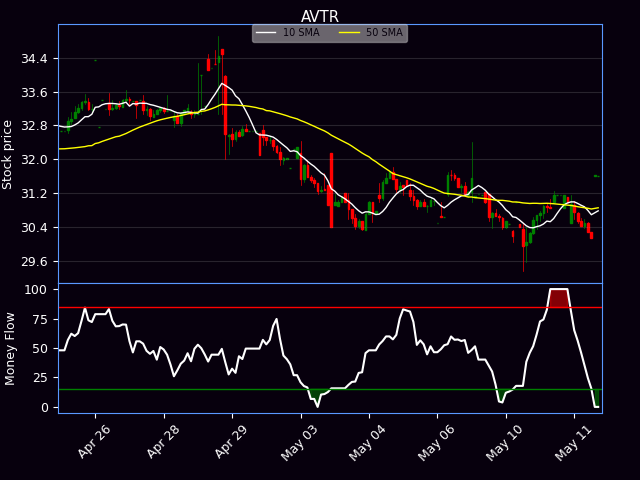 AVTR
10 SMA 50 SMA
Stock price
34.4
33.6
32.8
32.0
31.2
30.4
29.6
Money Flow
100
75
50
25
0
Apr 26 Apr 28 Apr 29 May 03 May 04 May 06 May 10 May 11